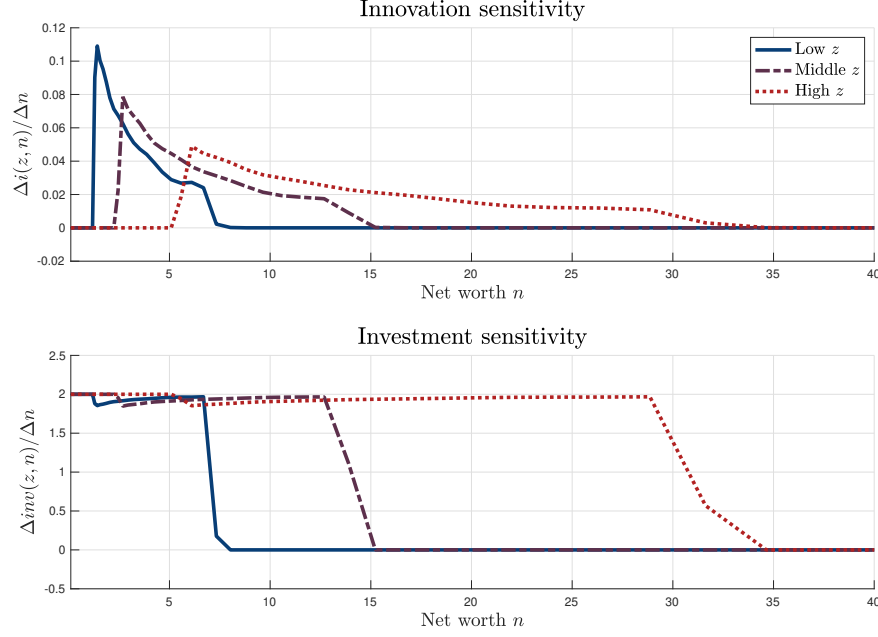 Innovation sensitivity
0.12
0.1
0.08
0.06
0.04
0.02
0
-0.02
Δi(z, n)/Δn
Low z
Middle z
High z
5 10 15 20 25 30 35 40
Net worth n
Investment sensitivity
2.5
2
1.5
1
0.5
0
-0.5
Δinv(z, n)/Δn
5 10 15 20 25 30 35 40
Net worth n